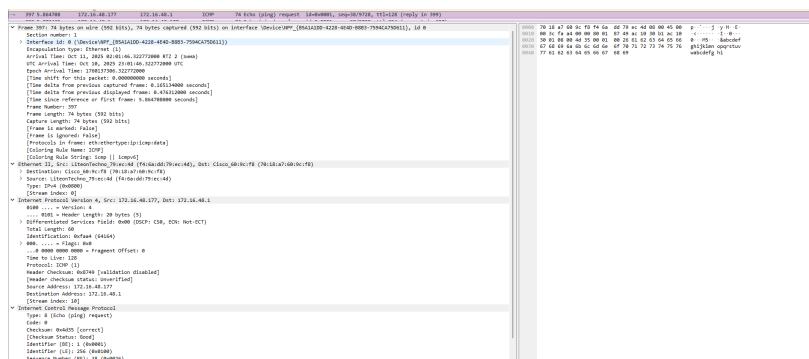 397 5.864708 172.16.48.177 172.16.48.1 ICMP 74 Echo (ping) request id=0x0001, seq=38/9728, ttl=128 (reply in 399)
Frame 397: 74 bytes on wire (592 bits), 74 bytes captured (592 bits) on interface \Device\NPF_{B5A1A1DD-4228-4E4D-B8E3-7594CA75D611}, id 0
Section number: 1
Interface id: 0 (\Device\NPF_{B5A1A1DD-4228-4E4D-B8E3-7594CA75D611})
Encapsulation type: Ethernet (1)
Arrival Time: Oct 11, 2025 02:01:46.322772000 RTZ 2 (зима)
UTC Arrival Time: Oct 10, 2025 23:01:46.322772000 UTC
Epoch Arrival Time: 1760137306.322772000
[Time shift for this packet: 0.000000000 seconds]
[Time delta from previous captured frame: 0.165134000 seconds]
[Time delta from previous displayed frame: 0.476312000 seconds]
[Time since reference or first frame: 5.864708000 seconds]
Frame Number: 397
Frame Length: 74 bytes (592 bits)
Capture Length: 74 bytes (592 bits)
[Frame is marked: False]
[Frame is ignored: False]
[Protocols in frame: eth:ethertype:ip:icmp:data]
[Coloring Rule Name: ICMP]
[Coloring Rule String: icmp || icmpv6]
Ethernet II, Src: LiteonTechno_79:ec:4d (f4:6a:dd:79:ec:4d), Dst: Cisco_60:9c:f8 (70:18:a7:60:9c:f8)
Destination: Cisco_60:9c:f8 (70:18:a7:60:9c:f8)
Source: LiteonTechno_79:ec:4d (f4:6a:dd:79:ec:4d)
Type: IPv4 (0x0800)
[Stream index: 0]
Internet Protocol Version 4, Src: 172.16.48.177, Dst: 172.16.48.1
0100 .... = Version: 4
.... 0101 = Header Length: 20 bytes (5)
Differentiated Services Field: 0x00 (DSCP: CS0, ECN: Not-ECT)
Total Length: 60
Identification: 0xfaa4 (64164)
000. .... = Flags: 0x0
...0 0000 0000 0000 = Fragment Offset: 0
Time to Live: 128
Protocol: ICMP (1)
Header Checksum: 0x8749 [validation disabled]
[Header checksum status: Unverified]
Source Address: 172.16.48.177
Destination Address: 172.16.48.1
[Stream index: 10]
Internet Control Message Protocol
Type: 8 (Echo (ping) request)
Code: 0
Checksum: 0x4d35 [correct]
[Checksum Status: Good]
Identifier (BE): 1 (0x0001)
Identifier (LE): 256 (0x0100)
Sequence Number (BE): 38 (0x0026)
0000 70 18 a7 60 9c f8 f4 6a dd 79 ec 4d 08 00 45 00
0010 00 3c fa a4 00 00 80 01 87 49 ac 10 30 b1 ac 10
0020 30 01 08 00 4d 35 00 01 00 26 61 62 63 64 65 66
0030 67 68 69 6a 6b 6c 6d 6e 6f 70 71 72 73 74 75 76 ghijklmn opqrstuv
0040 77 61 62 63 64 65 66 67 68 69 wabcdefg hi